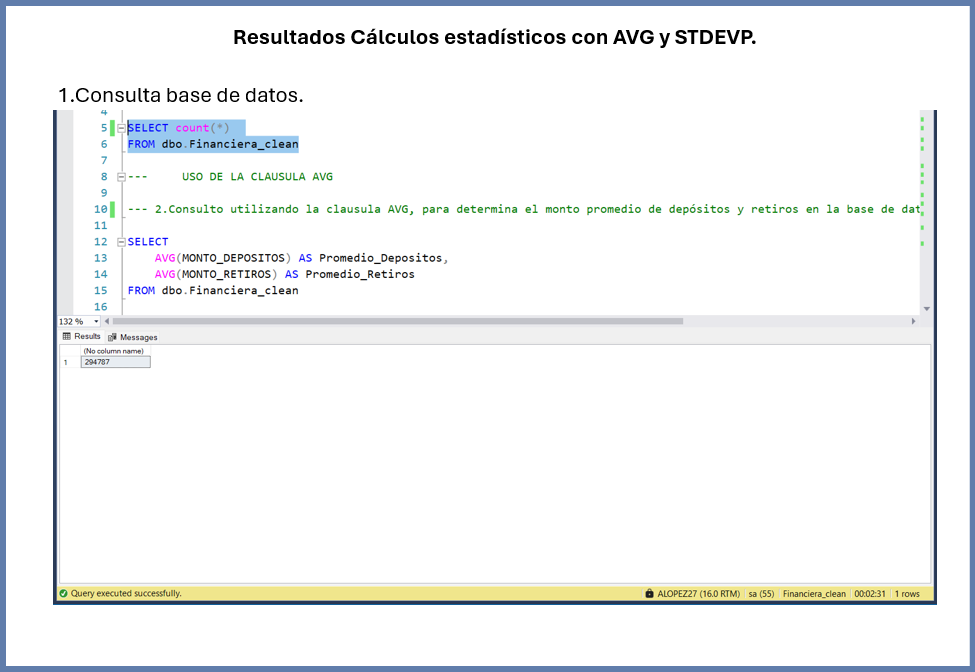 Resultados Cálculos estadísticos con AVG y STDEVP.
1.Consulta base de datos.
4
5 SELECT count(*)
6 FROM dbo.Financiera_clean
7
8 --- USO DE LA CLAUSULA AVG
9
10 --- 2.Consulto utilizando la clausula AVG, para determina el monto promedio de depósitos y retiros en la base de dat
11
12 SELECT
13 AVG(MONTO_DEPOSITOS) AS Promedio_Depositos,
14 AVG(MONTO_RETIROS) AS Promedio_Retiros
15 FROM dbo.Financiera_clean
16
132 %
Results Messages
(No column name)
1 294787
Query executed successfully. ALOPEZ27 (16.0 RTM) sa (55) Financiera_clean 00:02:31 1 rows